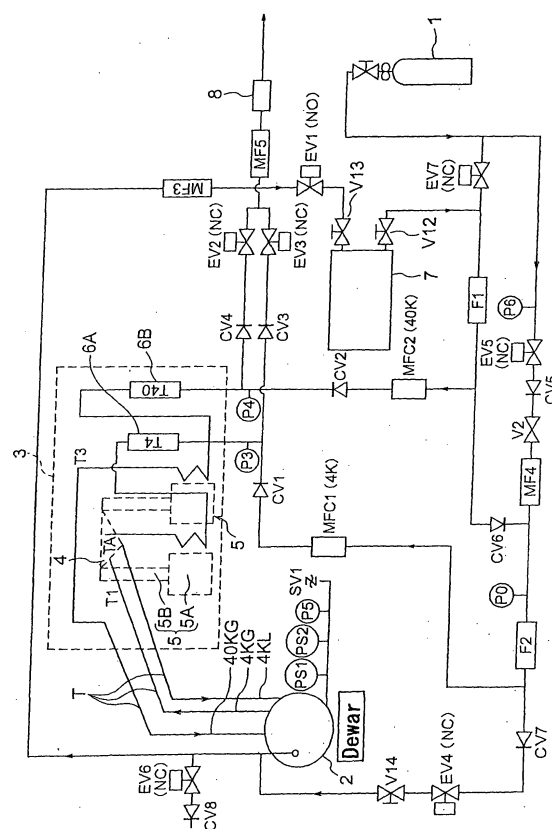 8
MF5
EV1 (NO)
1
MF3
V13
EV7 (NC)
EV2 (NC)
EV3 (NC)
V12
7
CV4
CV3
F1
P6
6A
6B
T40
T4
P4
P3
CV2
MFC2 (40K)
EV5 (NC)
CV5
V2
MF4
3
T3
CV1
MFC1 (4K)
CV6
P0
4
TA
T1
5
5B
5A
5
SV1
F2
T
40KG
4KG
4KL
PS1
PS2
P5
Dewar
2
EV6 (NC)
CV8
V14
EV4 (NC)
CV7